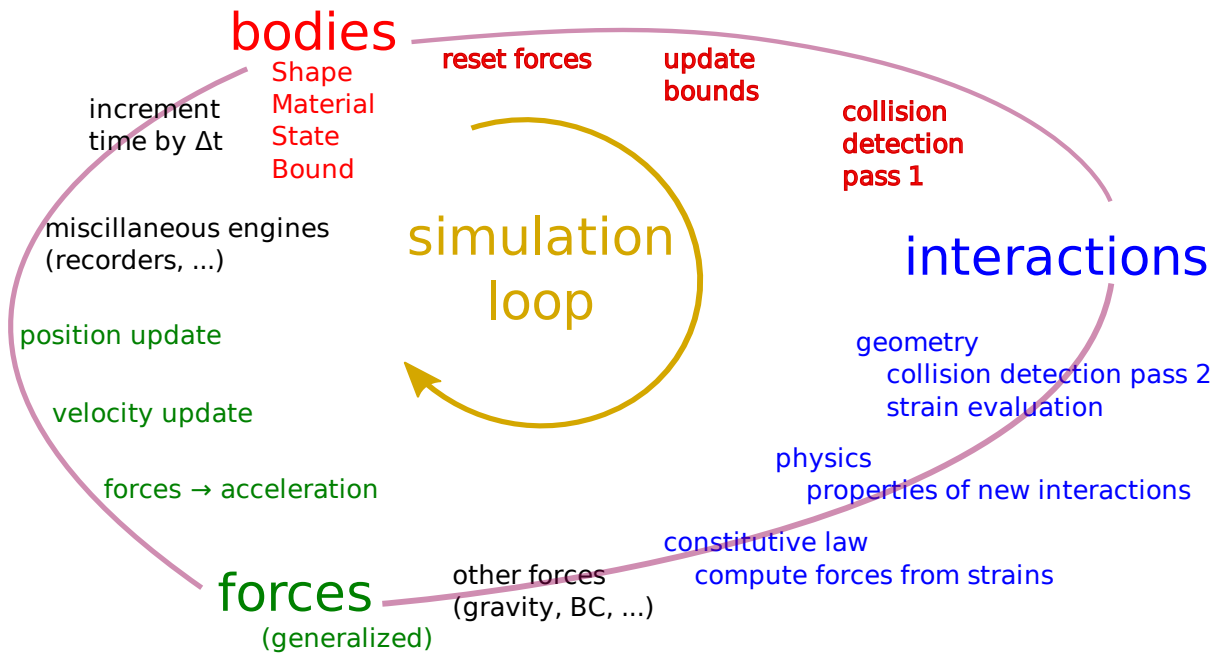 bodies
Shape
Material
State
Bound
reset forces
update
bounds
collision
detection
pass 1
interactions
geometry
collision detection pass 2
strain evaluation
physics
properties of new interactions
constitutive law
compute forces from strains
other forces
(gravity, BC, ...)
forces
(generalized)
forces → acceleration
velocity update
position update
miscillaneous engines
(recorders, ...)
increment
time by Δt
simulation
loop